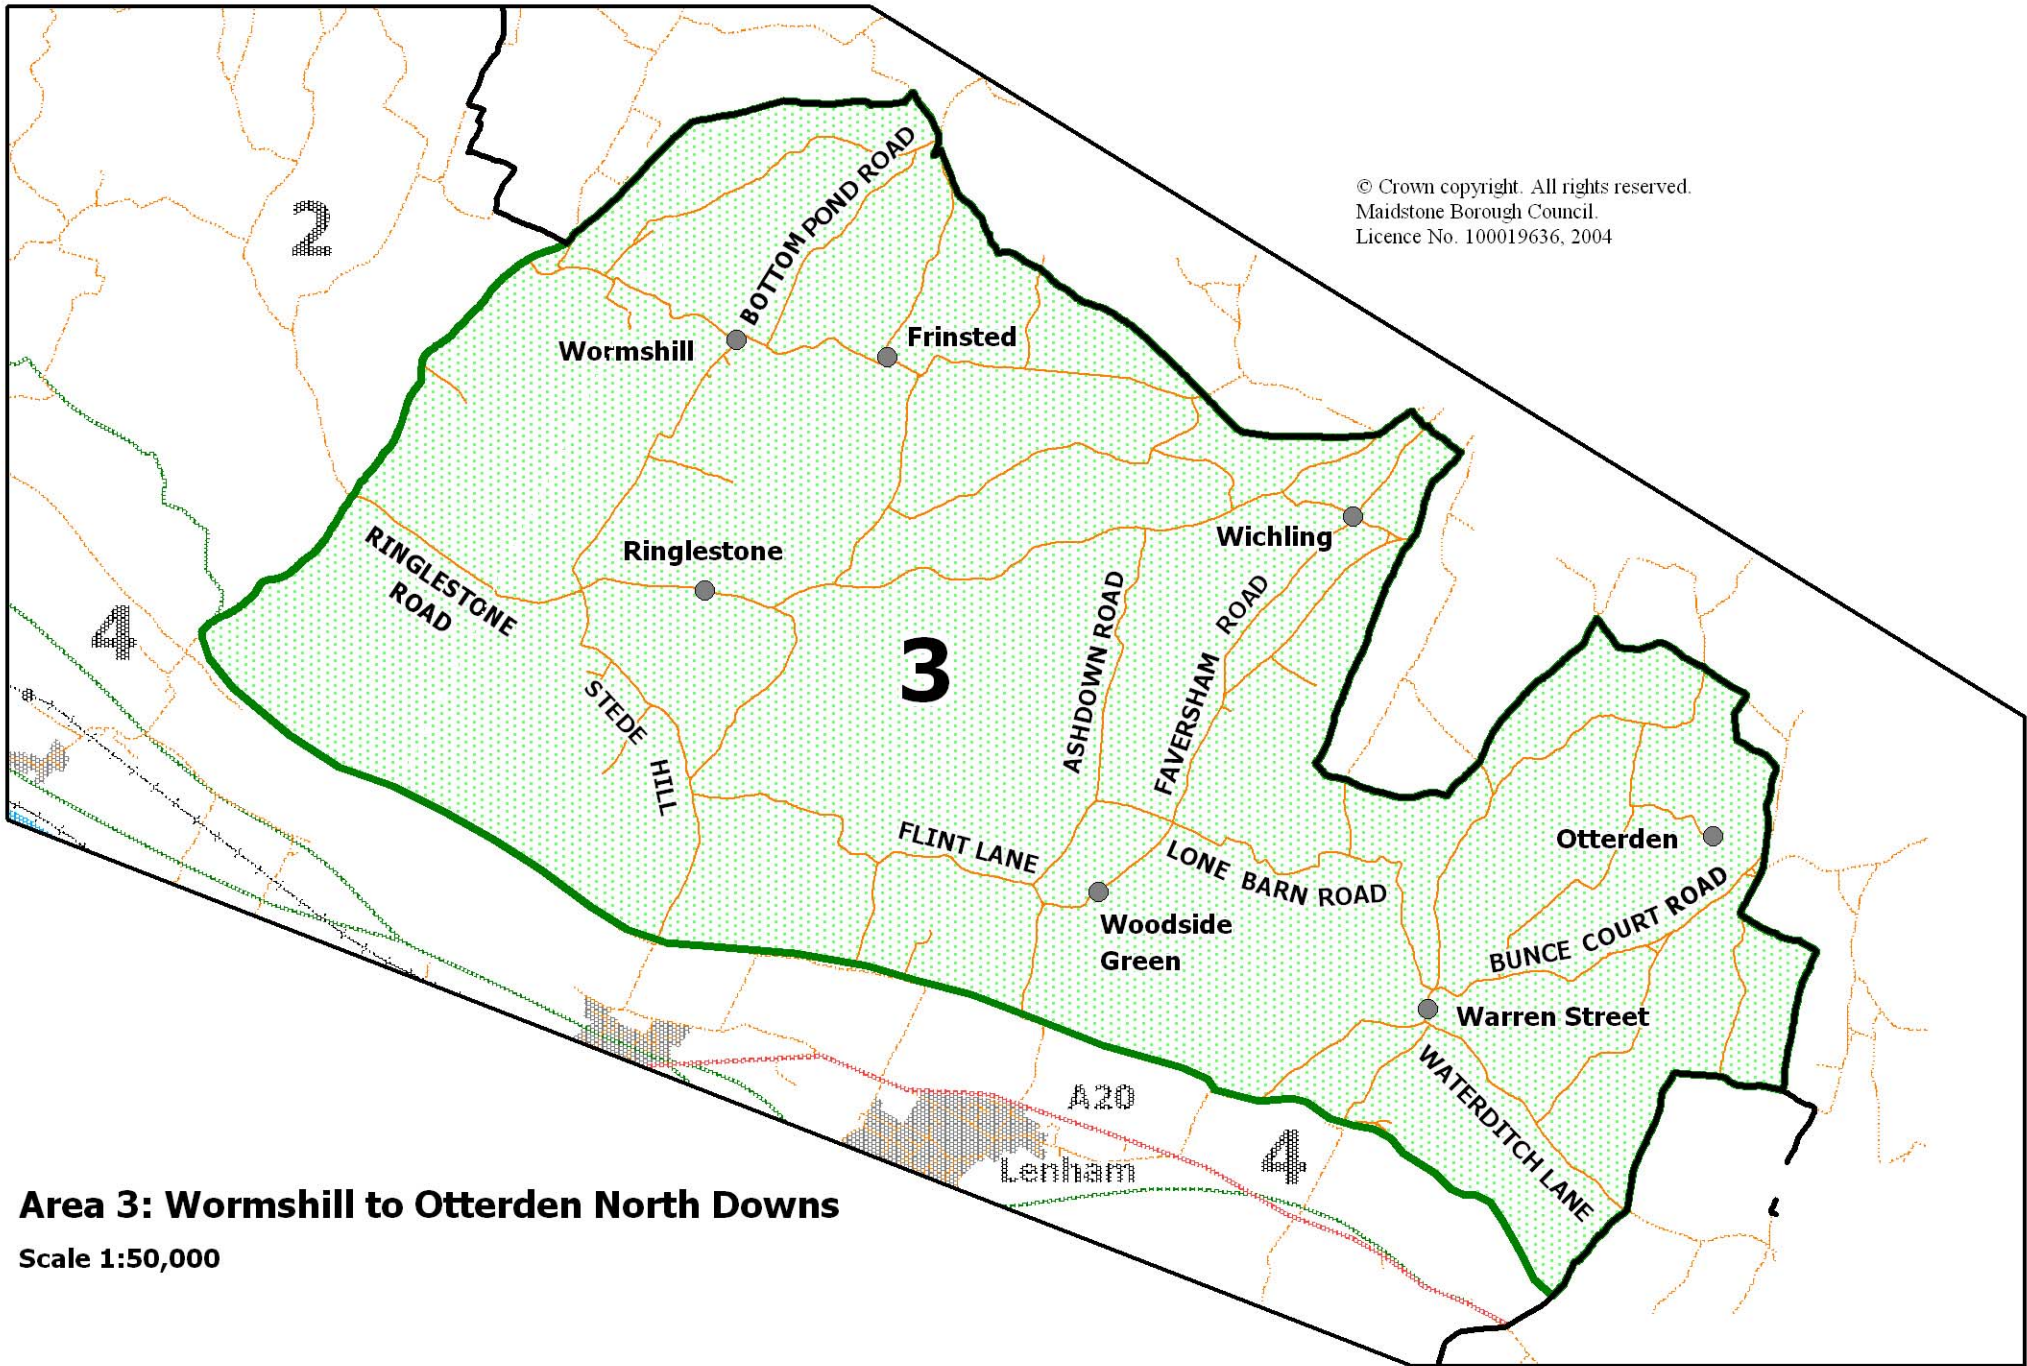 © Crown copyright. All rights reserved.
Maidstone Borough Council.
Licence No. 100019636, 2004
2
BOTTOM POND ROAD
Wormshill
Frinsted
RINGLESTONE
ROAD
Ringlestone
Wichling
4
3
STEDE
HILL
ASHDOWN ROAD
FAVERSHAM ROAD
FLINT LANE
LONE BARN ROAD
Otterden
BUNCE COURT ROAD
Woodside
Green
Warren Street
WATERDITCH LANE
A20
4
Lenham
Area 3: Wormshill to Otterden North Downs
Scale 1:50,000